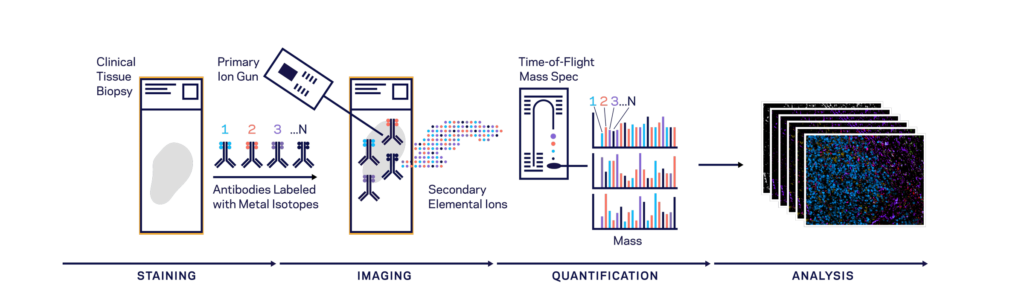 Clinical
Tissue
Biopsy
1 2 3 ...N
Antibodies Labeled
with Metal Isotopes
Primary
Ion Gun
Secondary
Elemental Ions
Time-of-Flight
Mass Spec
1 2 3...N
Mass
STAINING
IMAGING
QUANTIFICATION
ANALYSIS